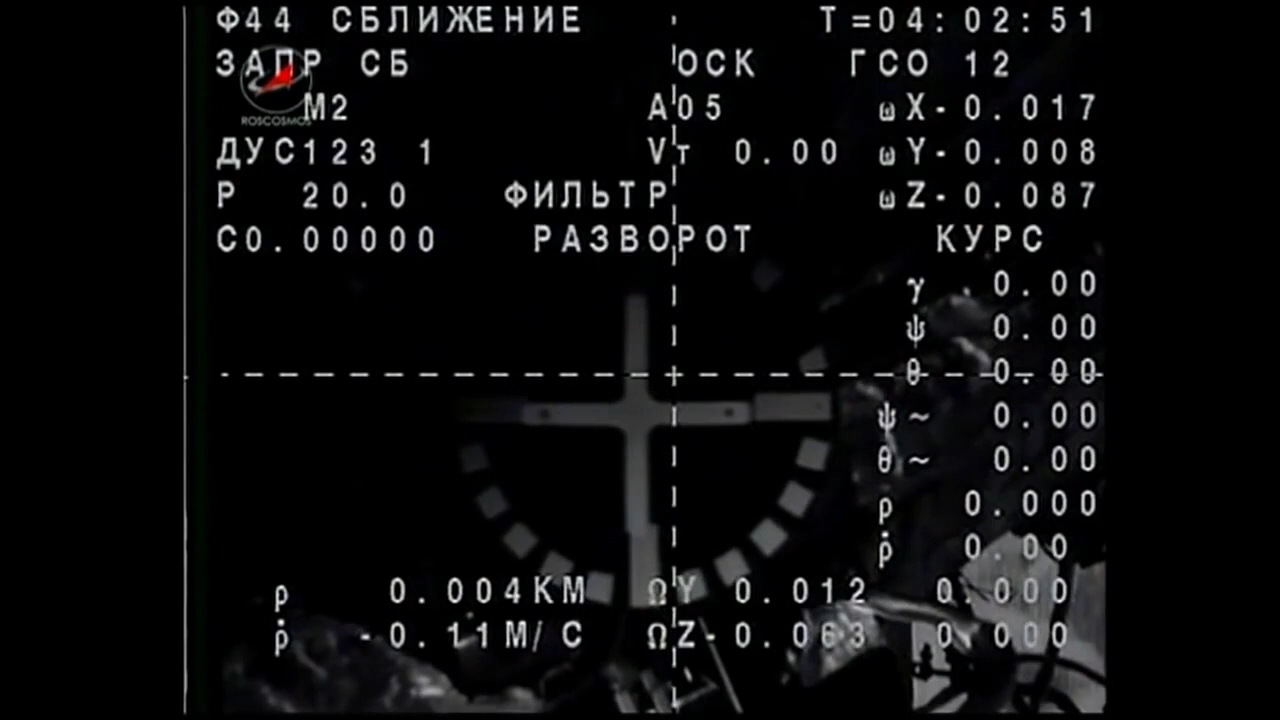 Ф44 СБЛИЖЕНИЕ T=04:02:51
ЗАПР СБ ОСК ГСО 12
ROSCOSMOS
М2 А 05 ωX-0.017
ДУС123 1 Vт 0.00 ωY-0.008
Р 20.0 ФИЛЬТР ωZ-0.087
С0.00000 РАЗВОРОТ КУРС
γ 0.00
ψ 0.00
θ 0.00
ψ~ 0.00
θ~ 0.00
ρ 0.000
ρ̇ 0.00
ρ 0.004КМ ΩY 0.012 0.000
ρ̇ -0.11М/С ΩZ-0.063 0.000